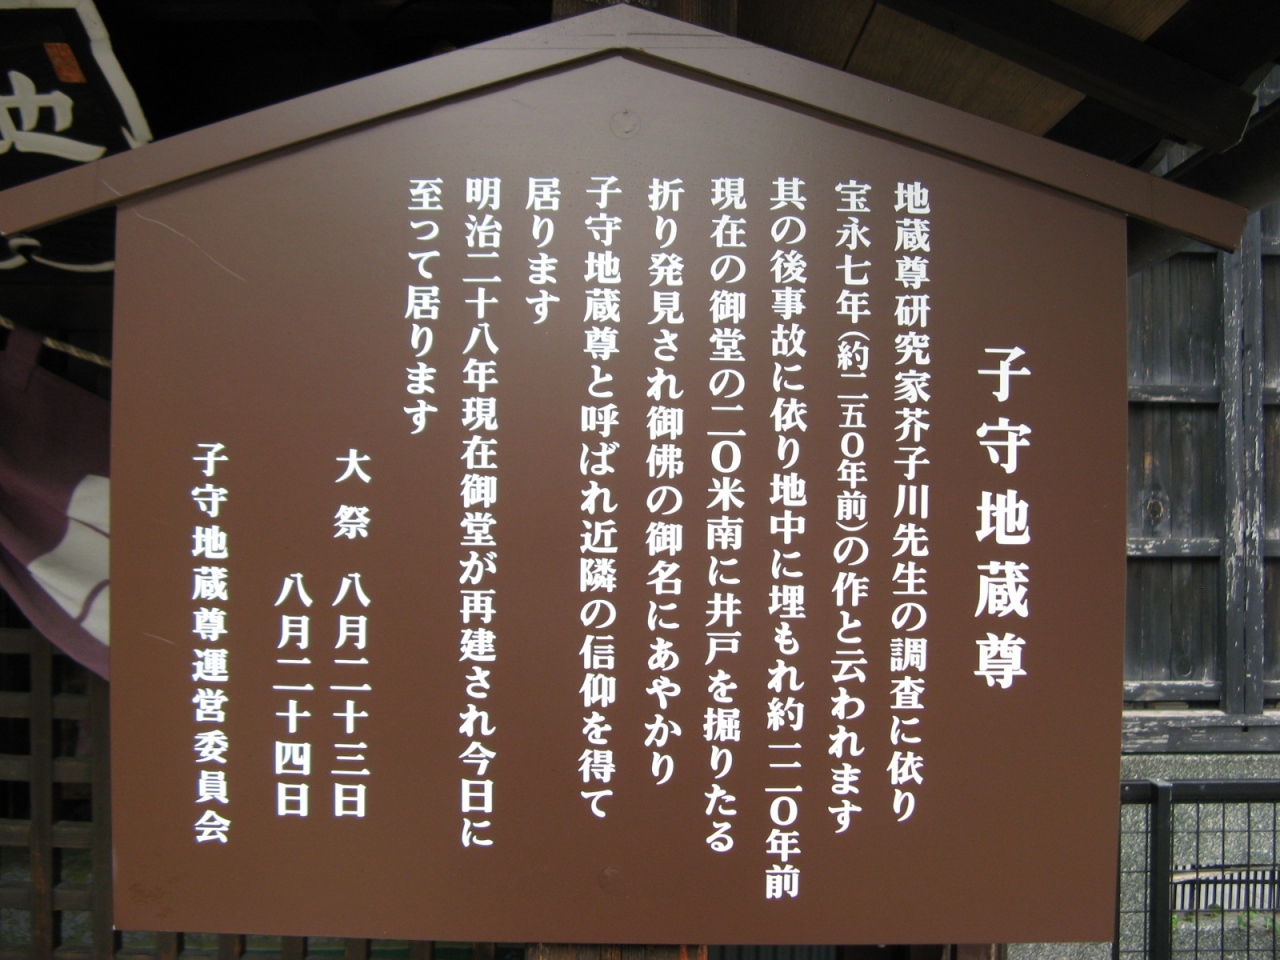 子守地蔵尊
地蔵尊研究家芥子川先生の調査に依り
宝永七年(約二五〇年前)の作と云われます
其の後事故に依り地中に埋もれ約一二〇年前
現在の御堂の二〇米南に井戸を掘りたる
折り発見され御佛の御名にあやかり
子守地蔵尊と呼ばれ近隣の信仰を得て
居ります
明治二十八年現在御堂が再建され今日に
至って居ります
大祭 八月二十三日
八月二十四日
子守地蔵尊運営委員会
地